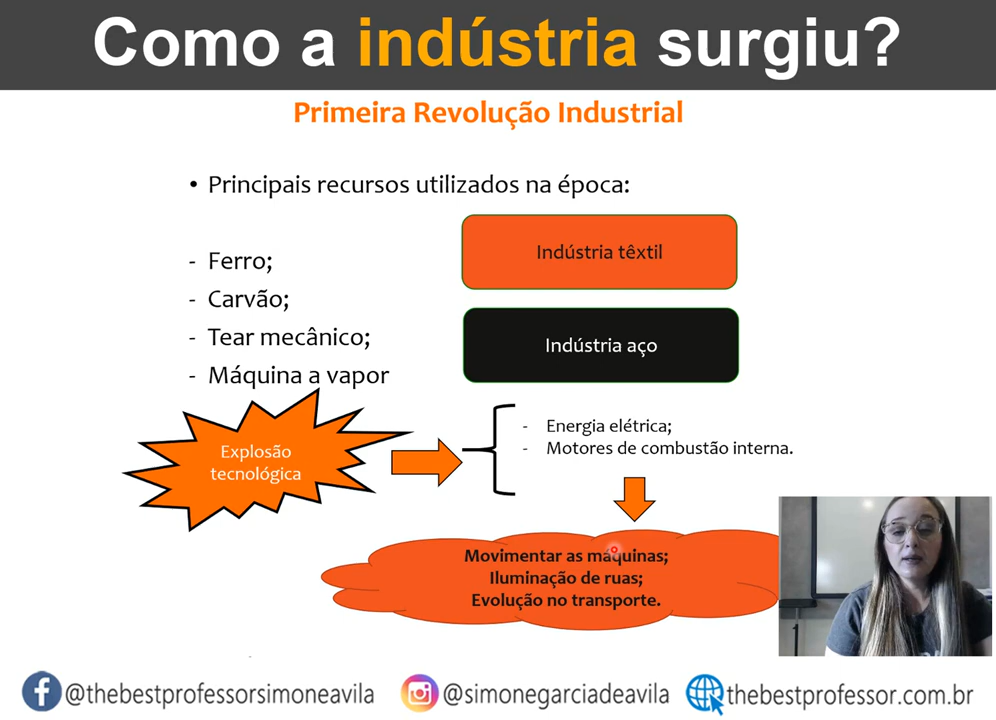 Como a indústria surgiu?
Primeira Revolução Industrial
• Principais recursos utilizados na época:
- Ferro;
- Carvão;
- Tear mecânico;
- Máquina a vapor
Indústria têxtil
Indústria aço
Explosão
tecnológica
- Energia elétrica;
- Motores de combustão interna.
Movimentar as máquinas;
Iluminação de ruas;
Evolução no transporte.
@thebestprofessorsimoneavila
@simonegarciadeavila
thebestprofessor.com.br